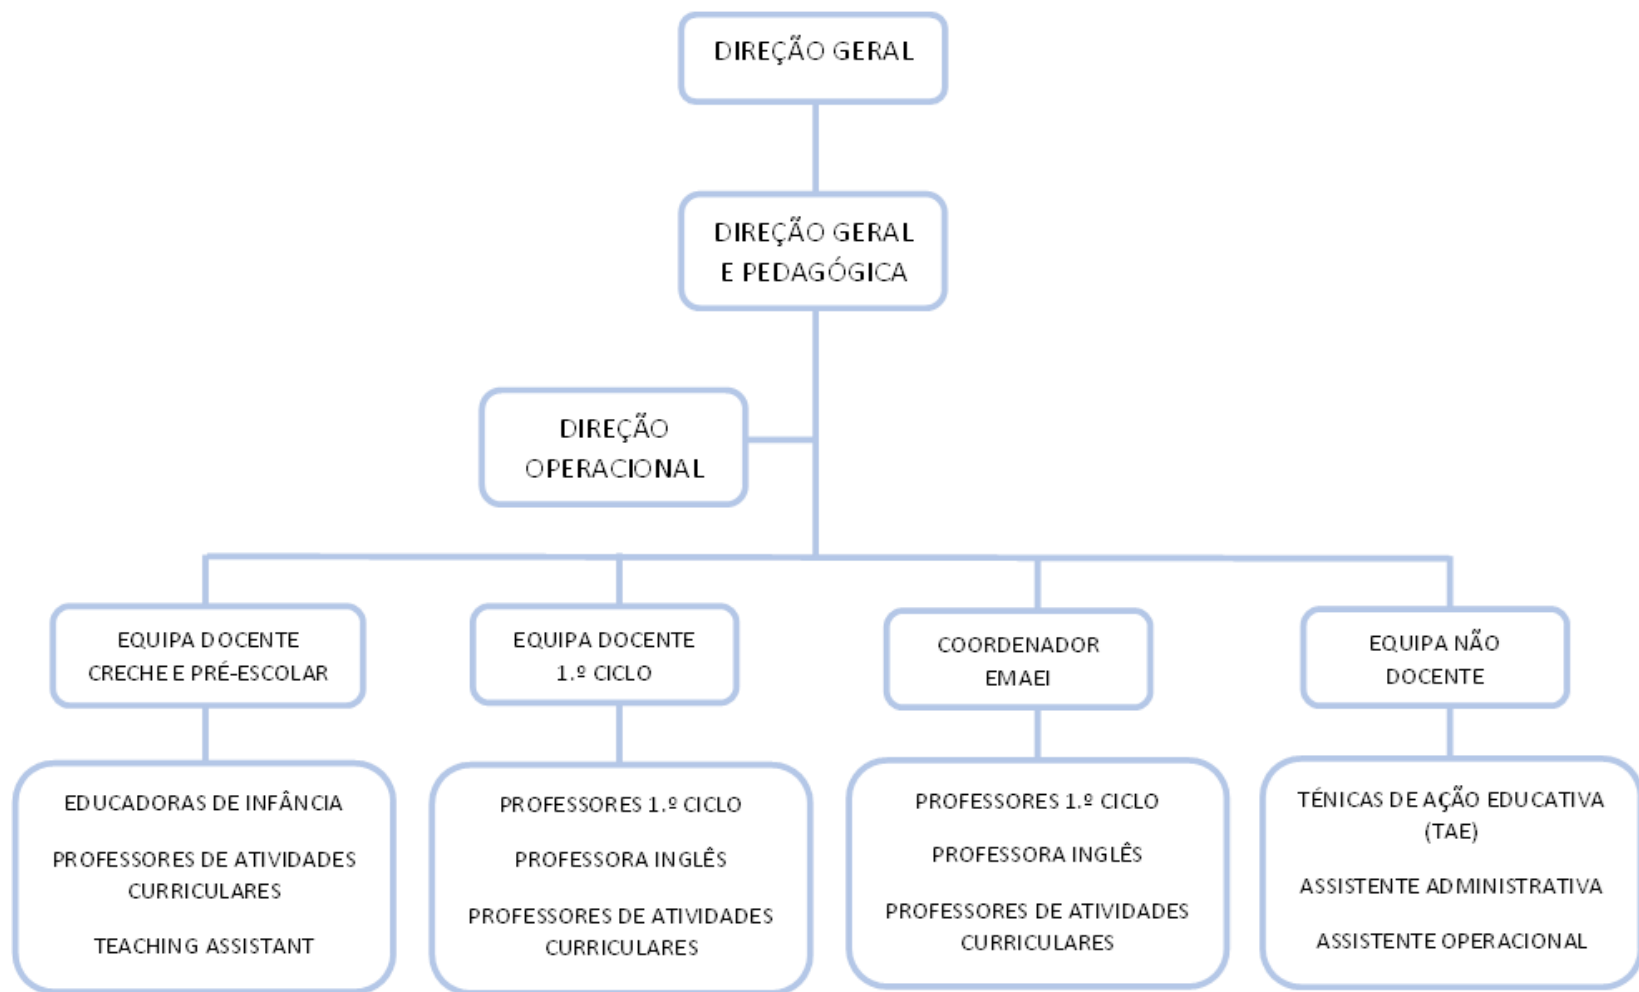 DIREÇÃO GERAL
DIREÇÃO GERAL
E PEDAGÓGICA
DIREÇÃO
OPERACIONAL
EQUIPA DOCENTE
CRECHE E PRÉ-ESCOLAR
EQUIPA DOCENTE
1.º CICLO
COORDENADOR
EMAEI
EQUIPA NÃO
DOCENTE
EDUCADORAS DE INFÂNCIA
PROFESSORES DE ATIVIDADES
CURRICULARES
TEACHING ASSISTANT
PROFESSORES 1.º CICLO
PROFESSORA INGLÊS
PROFESSORES DE ATIVIDADES
CURRICULARES
PROFESSORES 1.º CICLO
PROFESSORA INGLÊS
PROFESSORES DE ATIVIDADES
CURRICULARES
TÉNICAS DE AÇÃO EDUCATIVA
(TAE)
ASSISTENTE ADMINISTRATIVA
ASSISTENTE OPERACIONAL